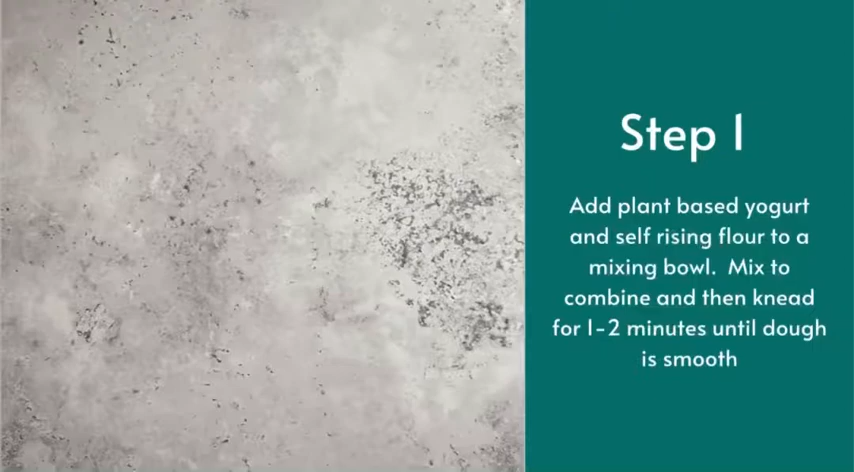 Step 1
Add plant based yogurt
and self rising flour to a
mixing bowl.  Mix to
combine and then knead
for 1-2 minutes until dough
is smooth